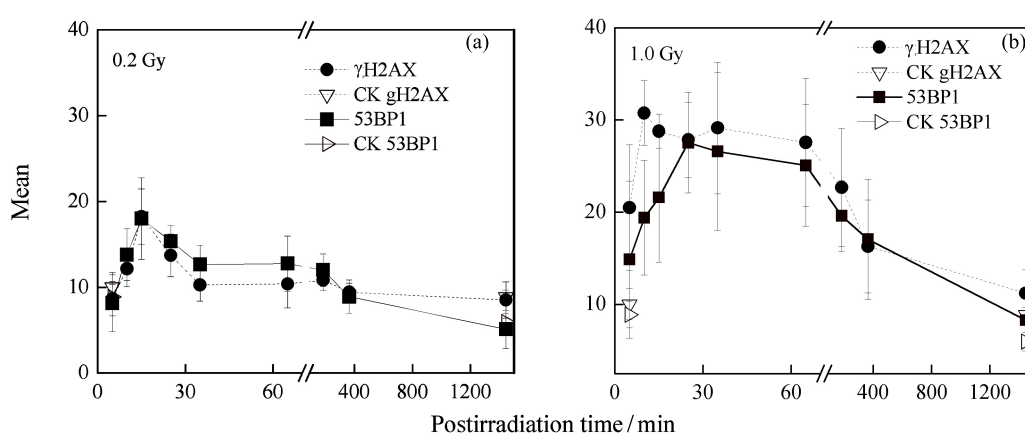 40
30
20
10
0
Mean
0.2 Gy
(a)
γH2AX
CK gH2AX
53BP1
CK 53BP1
0
30
60
400
800
1200
40
30
20
10
1.0 Gy
(b)
γH2AX
CK gH2AX
53BP1
CK 53BP1
0
30
60
400
800
1200
Postirradiation time / min